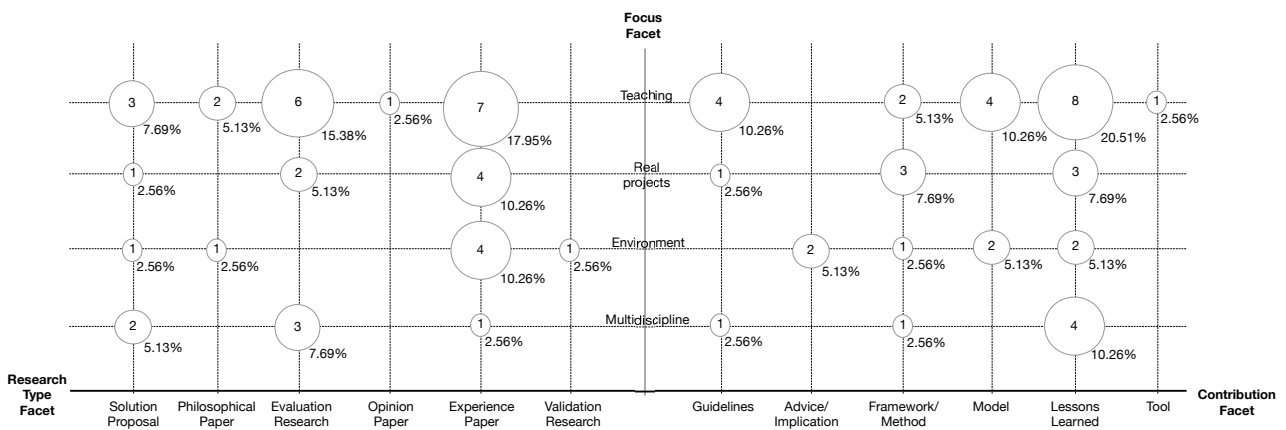 Focus
Facet
Teaching
3
7.69%
2
5.13%
6
15.38%
1
2.56%
7
17.95%
4
10.26%
2
5.13%
4
10.26%
8
20.51%
1
2.56%
Real
projects
1
2.56%
2
5.13%
4
10.26%
1
2.56%
3
7.69%
3
7.69%
Environment
1
2.56%
1
2.56%
4
10.26%
1
2.56%
2
5.13%
1
2.56%
2
5.13%
2
5.13%
Multidiscipline
2
5.13%
3
7.69%
1
2.56%
1
2.56%
1
2.56%
4
10.26%
Research
Type
Facet
Solution
Proposal
Philosophical
Paper
Evaluation
Research
Opinion
Paper
Experience
Paper
Validation
Research
Guidelines
Advice/
Implication
Framework/
Method
Model
Lessons
Learned
Tool
Contribution
Facet